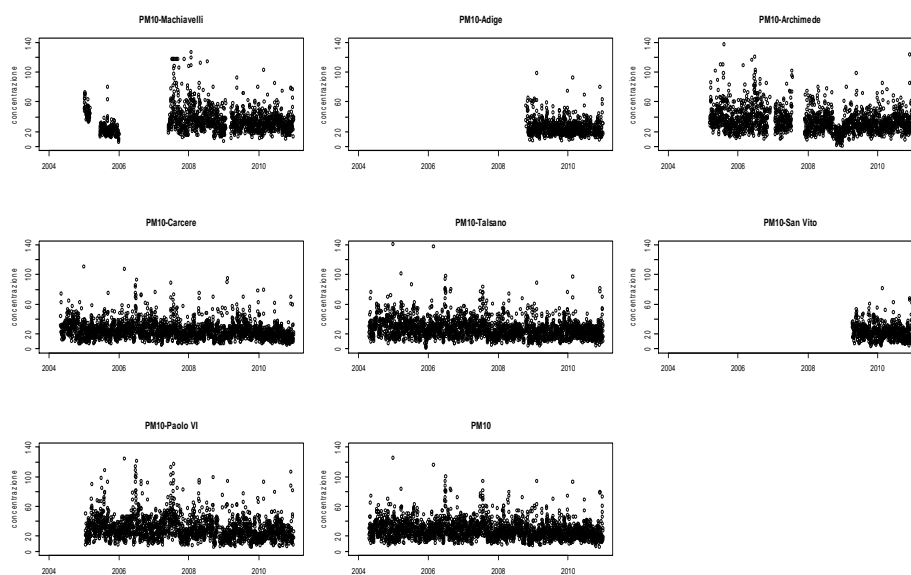 PM10-Machiavelli
concentrazione
0 20 60 100 140
2004 2006 2008 2010
PM10-Adige
concentrazione
0 20 60 100 140
2004 2006 2008 2010
PM10-Archimede
concentrazione
0 20 60 100 140
2004 2006 2008 2010
PM10-Carcere
concentrazione
0 20 60 100 140
2004 2006 2008 2010
PM10-Talsano
concentrazione
0 20 60 100 140
2004 2006 2008 2010
PM10-San Vito
concentrazione
0 20 60 100 140
2004 2006 2008 2010
PM10-Paolo VI
concentrazione
0 20 60 100 140
2004 2006 2008 2010
PM10
concentrazione
0 20 60 100 140
2004 2006 2008 2010